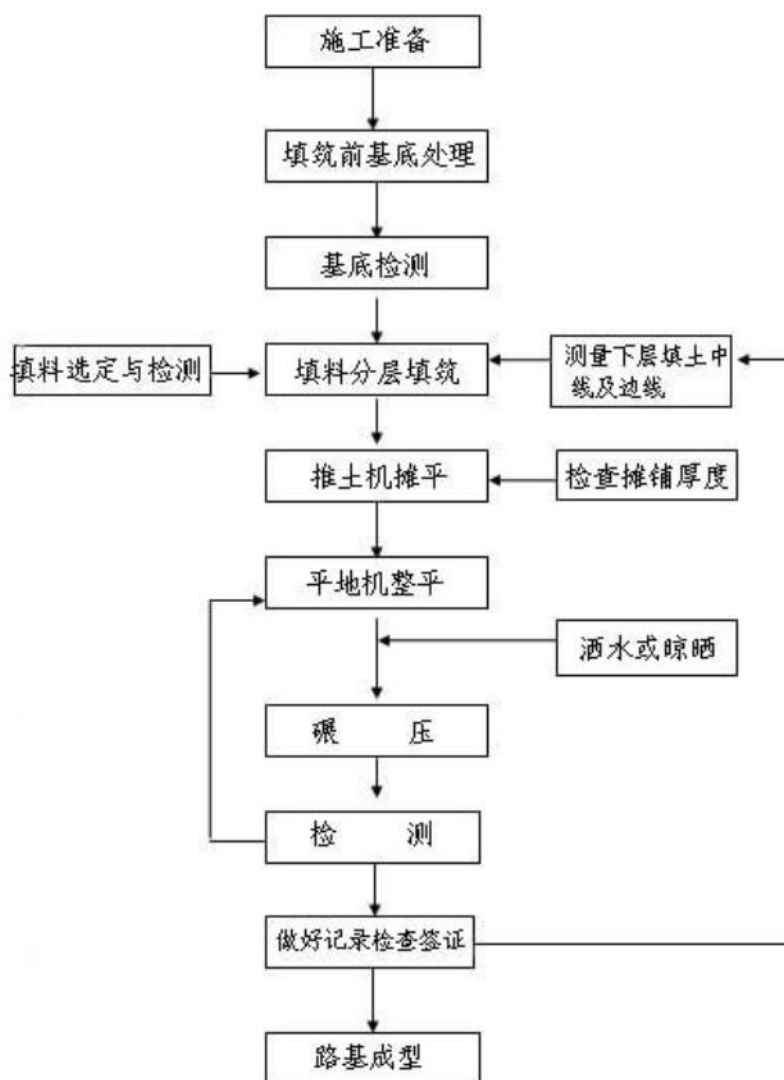 施工准备
填筑前基底处理
基底检测
填料选定与检测
填料分层填筑
测量下层填土中
线及边线
推土机摊平
检查摊铺厚度
平地机整平
洒水或晾晒
碾 压
检 测
做好记录检查签证
路基成型